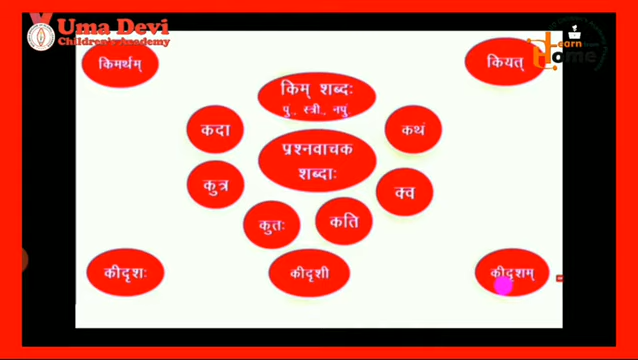 Uma Devi
Children's Academy
Learn
Home
किमर्थम्
कियत्
किम् शब्दः
पुं., स्त्री., नपुं
कदा
कथं
प्रश्नवाचक
शब्दाः
कुत्र
क्व
कुतः
कति
कीदृशः
कीदृशी
कीदृशम्